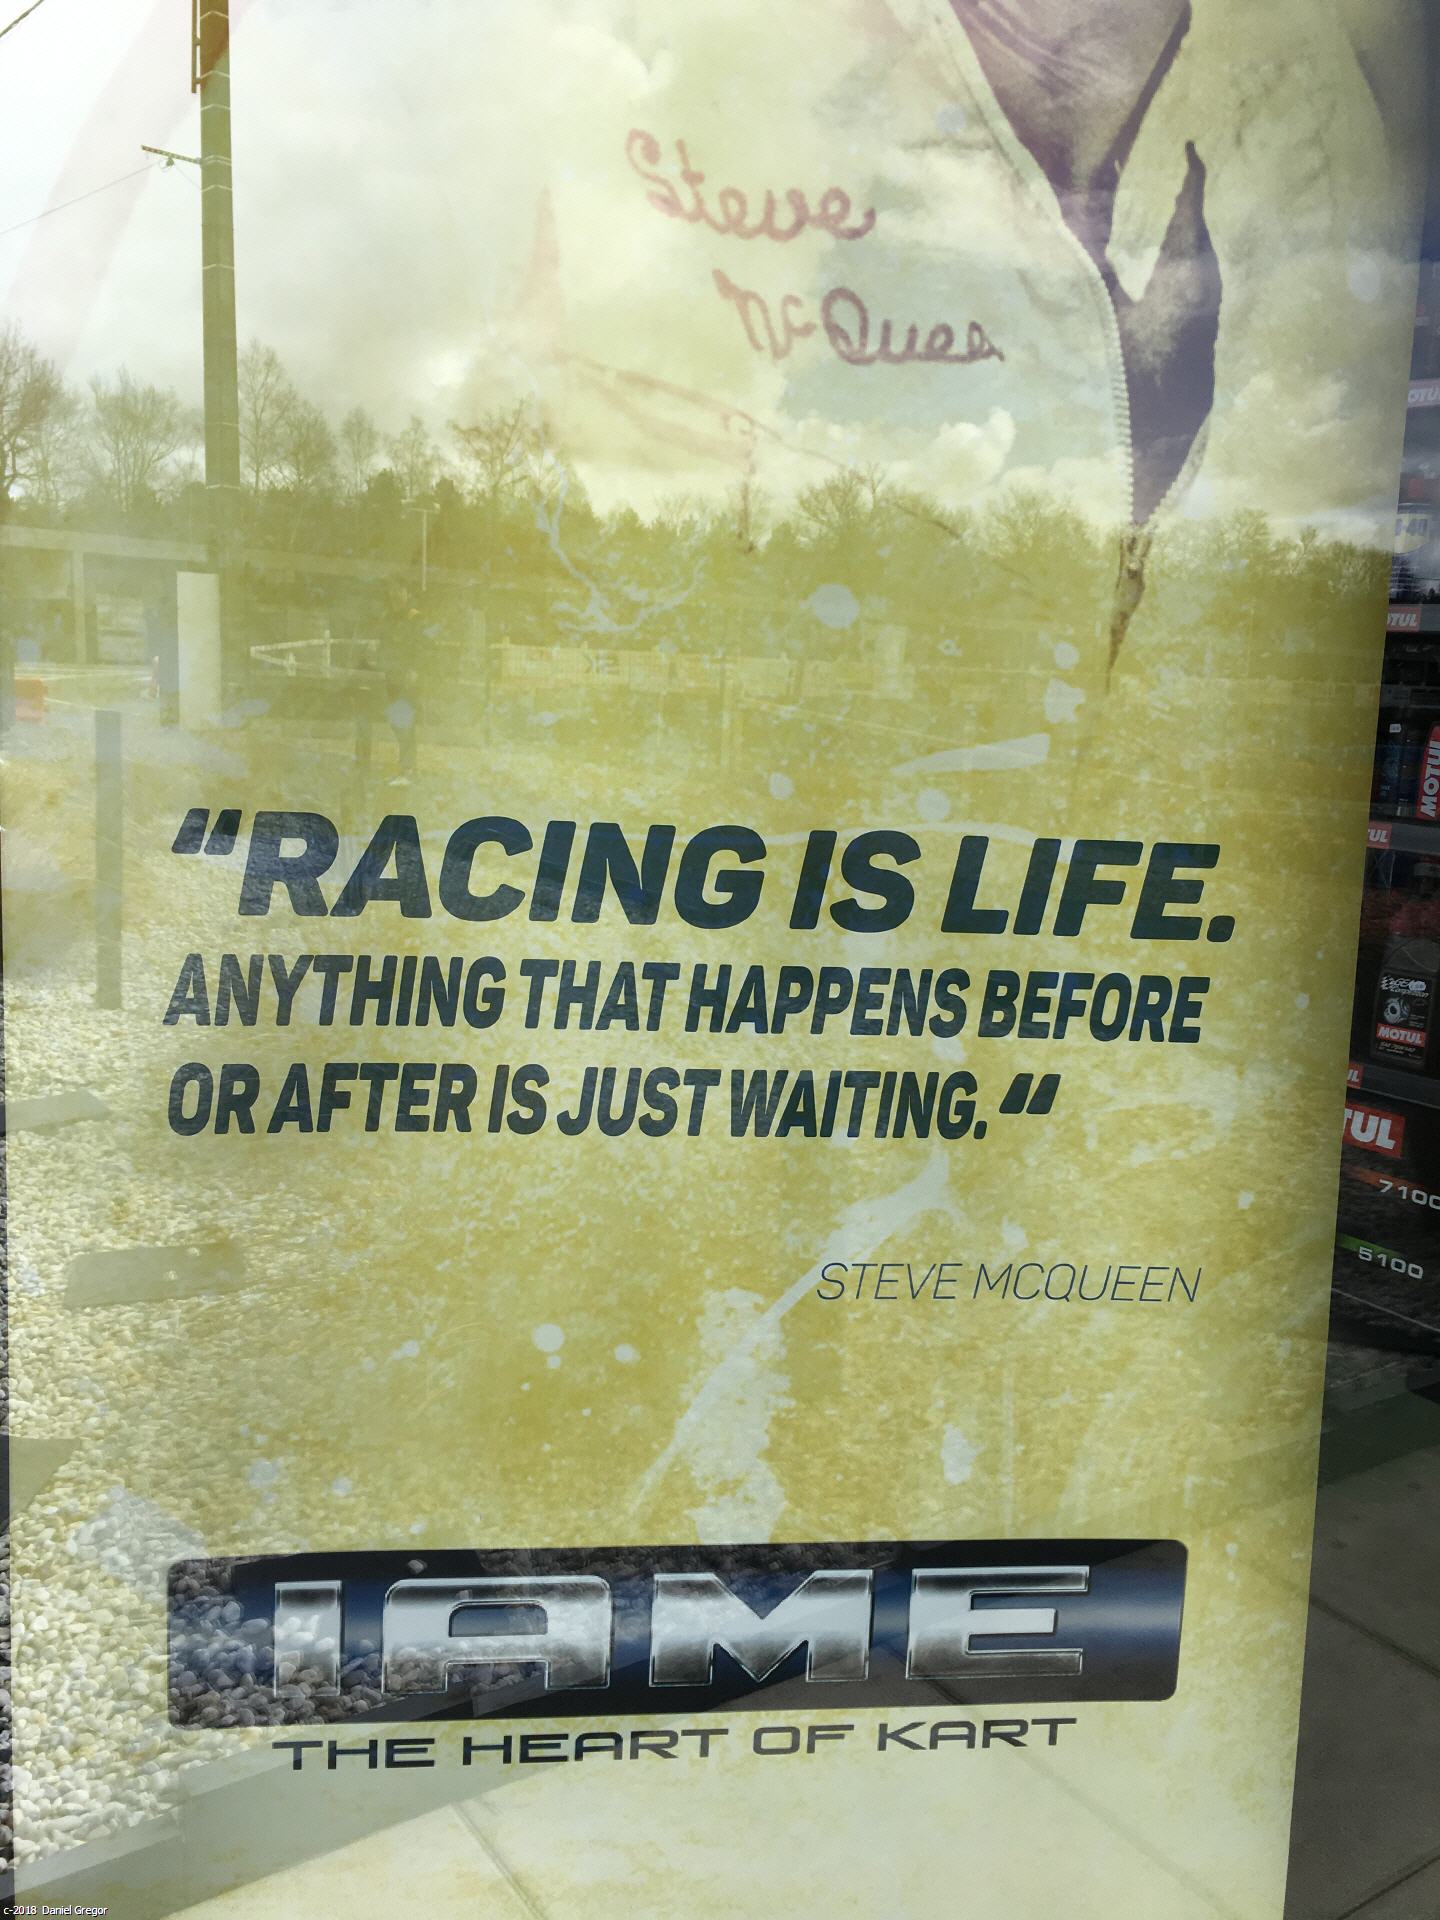 Steve
McQuee
“RACING IS LIFE.
ANYTHING THAT HAPPENS BEFORE
OR AFTER IS JUST WAITING.“
STEVE MCQUEEN
IAME
THE HEART OF KART
MOTUL
MOTUL
TUL
7100
5100
c-2018 Daniel Gregor